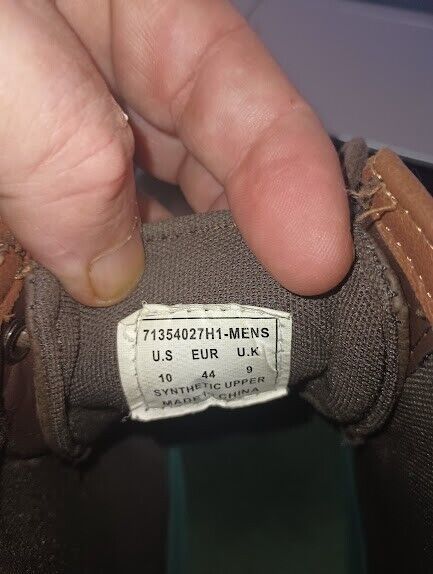 71354027H1-MENS
U.S EUR U.K
10 44 9
SYNTHETIC UPPER
MADE IN CHINA